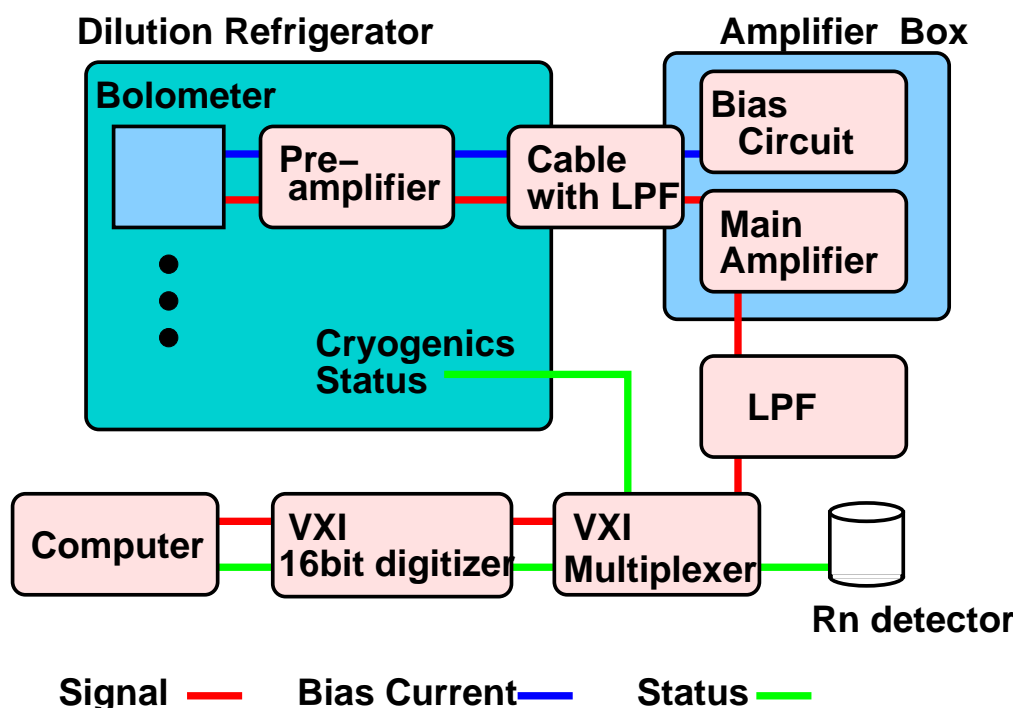 Dilution Refrigerator
Amplifier Box
Bolometer
Bias
Circuit
Pre–
amplifier
Cable
with LPF
Main
Amplifier
Cryogenics
Status
LPF
Computer
VXI
16bit digitizer
VXI
Multiplexer
Rn detector
Signal
Bias Current
Status